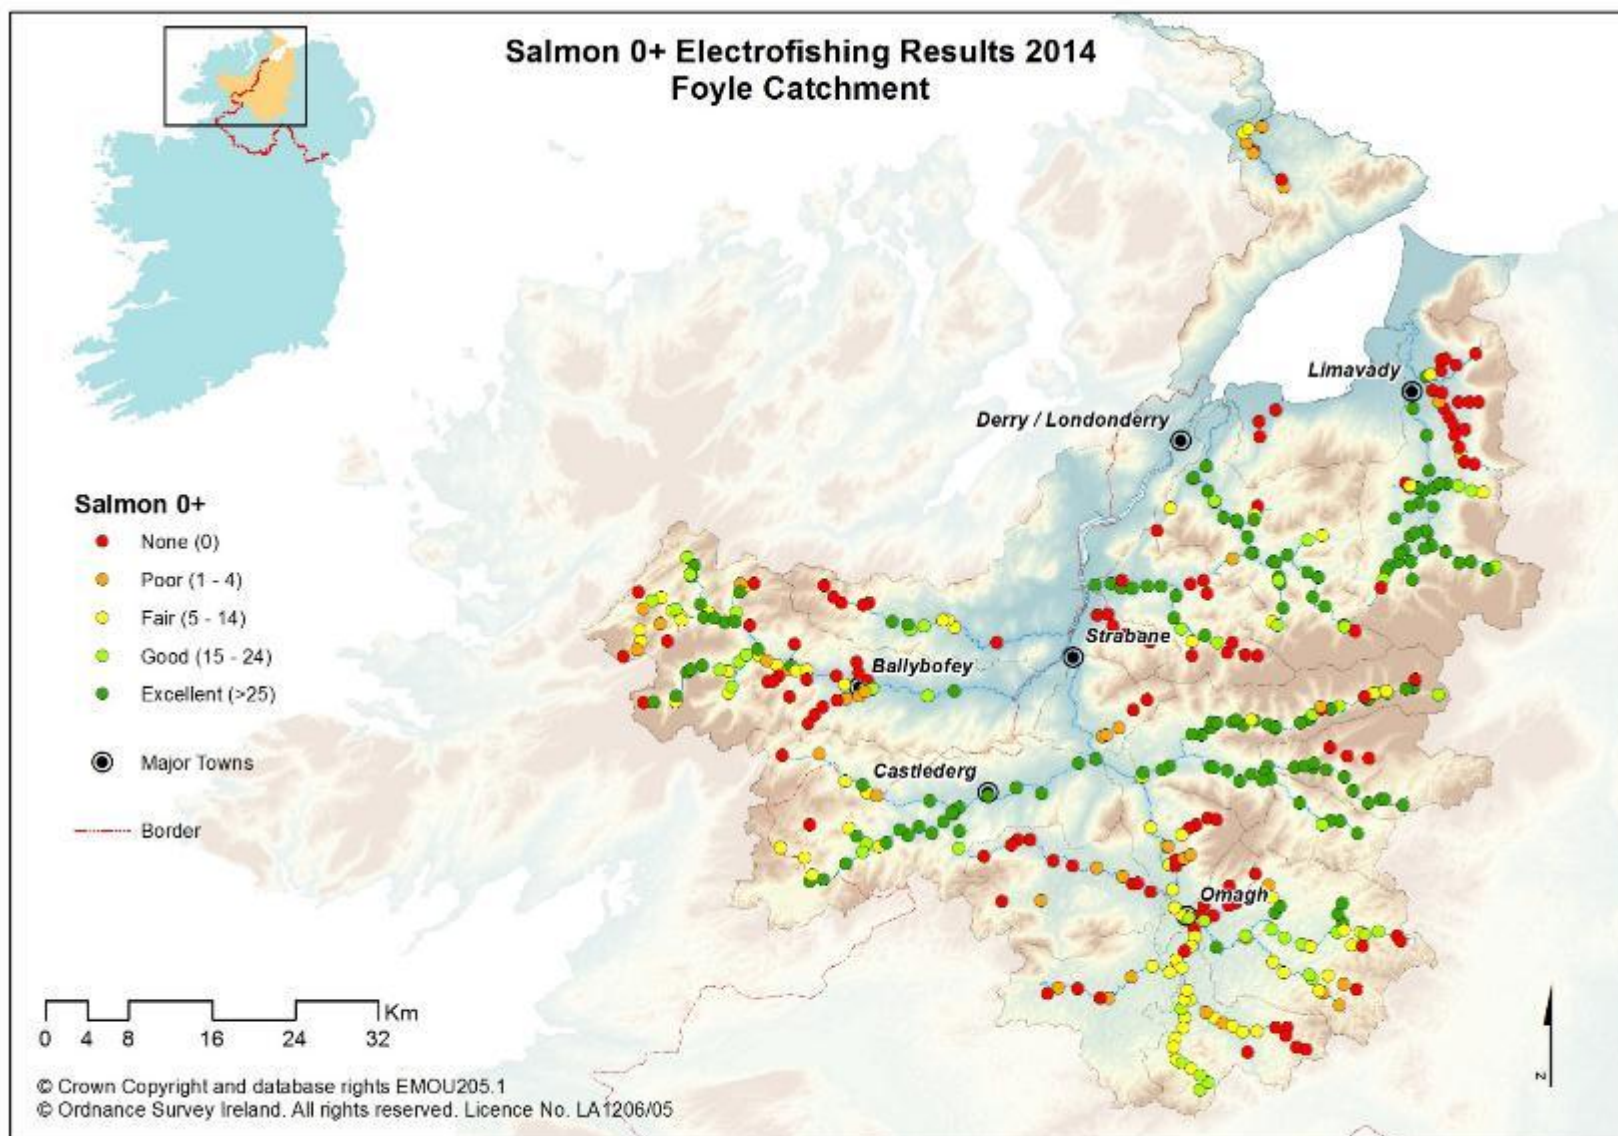 Salmon 0+ Electrofishing Results 2014
Foyle Catchment
Limavady
Derry / Londonderry
Strabane
Ballybofey
Castlederg
Omagh
Salmon 0+
None (0)
Poor (1 - 4)
Fair (5 - 14)
Good (15 - 24)
Excellent (>25)
Major Towns
Border
Km
0 4 8 16 24 32
© Crown Copyright and database rights EMOU205.1
© Ordnance Survey Ireland. All rights reserved. Licence No. LA1206/05
N